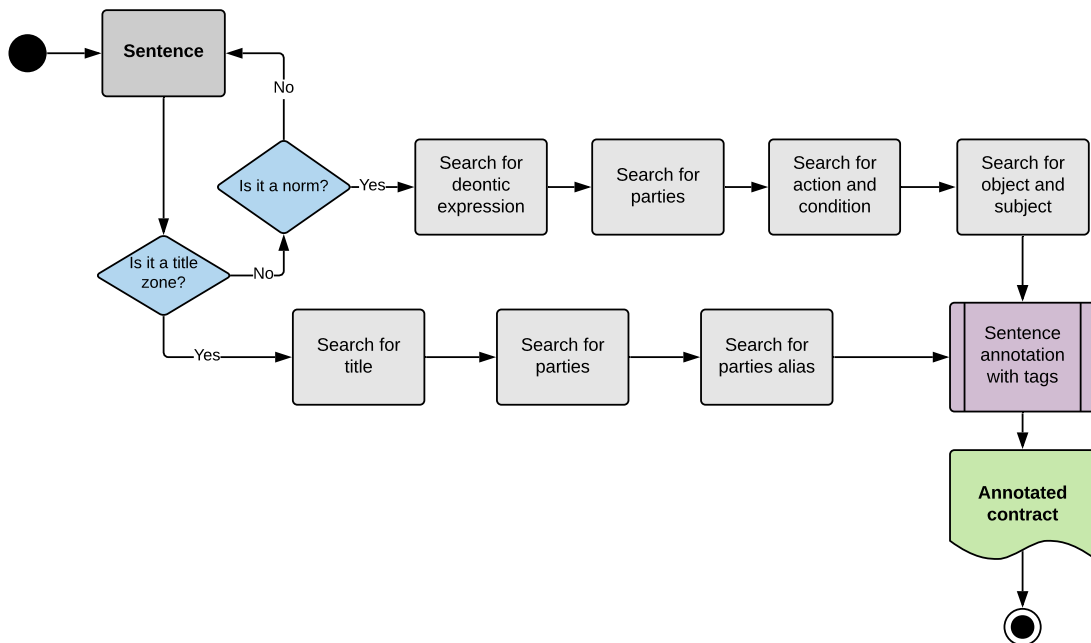 Sentence
No
Is it a norm?
Yes
Search for
deontic
expression
Search for
parties
Search for
action and
condition
Search for
object and
subject
Is it a title
zone?
No
Yes
Search for
title
Search for
parties
Search for
parties alias
Sentence
annotation
with tags
Annotated
contract